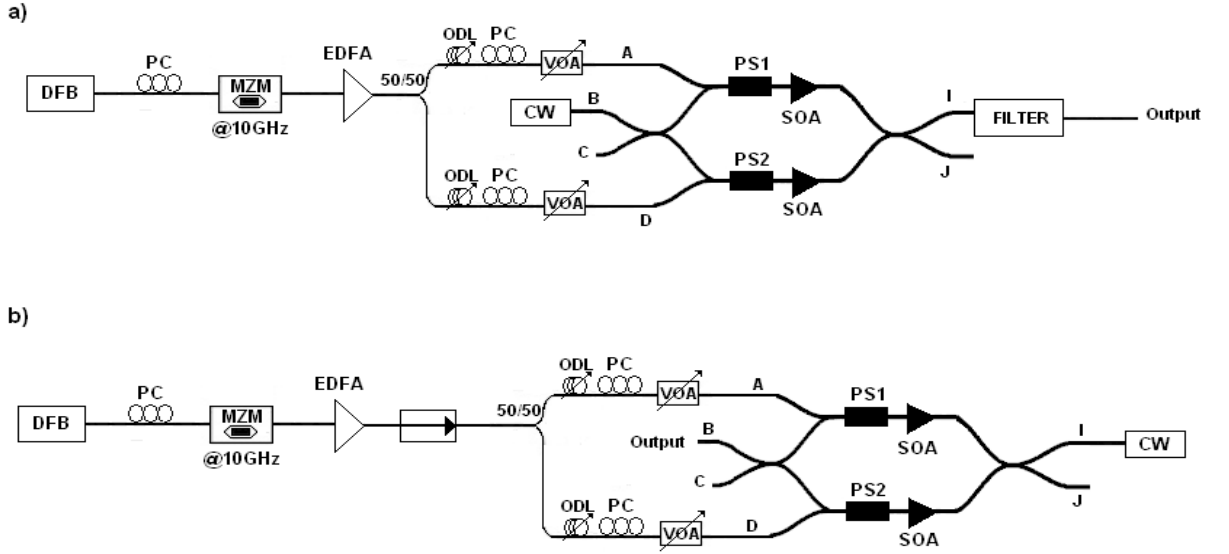 a)
ODL PC
VOA
A
PC
EDFA
50/50
PS1
SOA
DFB
MZM
@10GHz
CW
B
C
I
FILTER
Output
J
ODL PC
VOA
D
PS2
SOA
b)
ODL PC
VOA
A
PC
EDFA
50/50
PS1
SOA
DFB
MZM
@10GHz
Output
B
C
I
CW
J
ODL PC
VOA
D
PS2
SOA